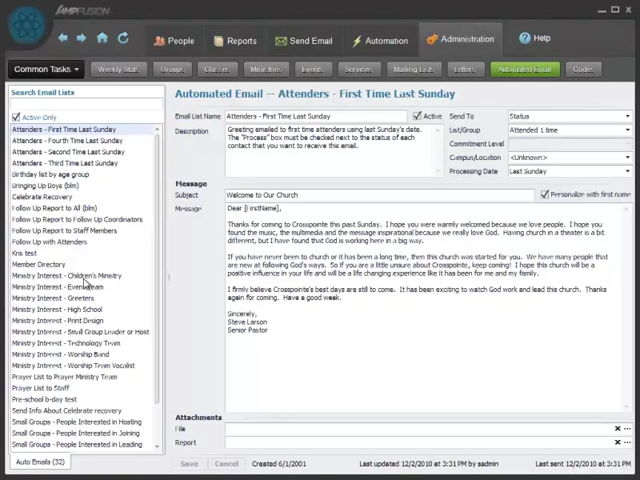 AMPFUSION
People
Reports
Send Email
Automation
Administration
Help
Common Tasks
Weekly Stats
Groups
Classes
Ministries
Events
Services
Mailing Lists
Letters
Automated Email
Codes
Search Email Lists
Active Only
Attenders - First Time Last Sunday
Attenders - Fourth Time Last Sunday
Attenders - Second Time Last Sunday
Attenders - Third Time Last Sunday
Birthday list by age group
Bringing Up Boys (blm)
Celebrate Recovery
Follow Up Report to All (blm)
Follow Up Report to Follow Up Coordinators
Follow Up Report to Staff Members
Follow Up with Attenders
Kris test
Member Directory
Ministry Interest - Children's Ministry
Ministry Interest - Event Team
Ministry Interest - Greeters
Ministry Interest - High School
Ministry Interest - Print Design
Ministry Interest - Small Group Leader or Host
Ministry Interest - Technology Team
Ministry Interest - Worship Band
Ministry Interest - Worship Team Vocalist
Prayer List to Prayer Ministry Team
Prayer List to Staff
Pre-school b-day test
Send Info About Celebrate recovery
Small Groups - People Interested in Hosting
Small Groups - People Interested in Joining
Small Groups - People Interested in Leading
Auto Emails (32)
Automated Email -- Attenders - First Time Last Sunday
Email List Name
Attenders - First Time Last Sunday
Active
Description
Greeting emailed to first time attenders using last Sunday's date.
The "Process" box must be checked next to the status of each
contact that you want to receive this email.
Send To
Status
List/Group
Attended 1 time
Commitment Level
Campus/Location
<Unknown>
Processing Date
Last Sunday
Message
Subject
Welcome to Our Church
Personalize with first name
Message
Dear [FirstName],
Thanks for coming to Crosspointe this past Sunday. I hope you were warmly welcomed because we love people. I hope you
found the music, the multimedia and the message inspirational because we really love God. Having church in a theater is a bit
different, but I have found that God is working here in a big way.
If you have never been to church or it has been a long time, then this church was started for you. We have many people that
are new at following God's ways. So if you are a little unsure about Crosspointe, keep coming! I hope this church will be a
positive influence in your life and will be a life changing experience like it has been for me and my family.
I firmly believe Crosspointe's best days are still to come. It has been exciting to watch God work and lead this church. Thanks
again for coming. Have a good week.
Sincerely,
Steve Larson
Senior Pastor
Attachments
File
Report
Save
Cancel
Created 6/1/2001
Last updated 12/2/2010 at 3:31 PM by sadmin
Last sent 12/2/2010 at 3:31 PM